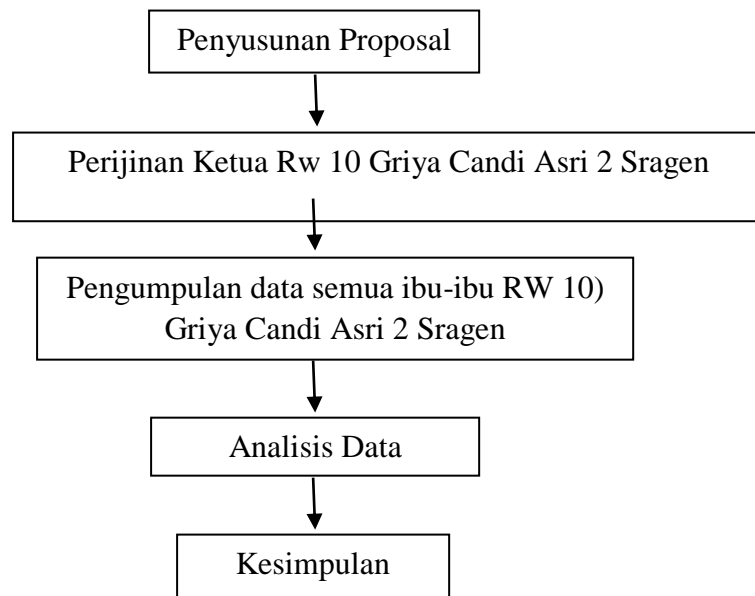 Penyusunan Proposal
Perijinan Ketua Rw 10 Griya Candi Asri 2 Sragen
Pengumpulan data semua ibu-ibu RW 10)
Griya Candi Asri 2 Sragen
Analisis Data
Kesimpulan